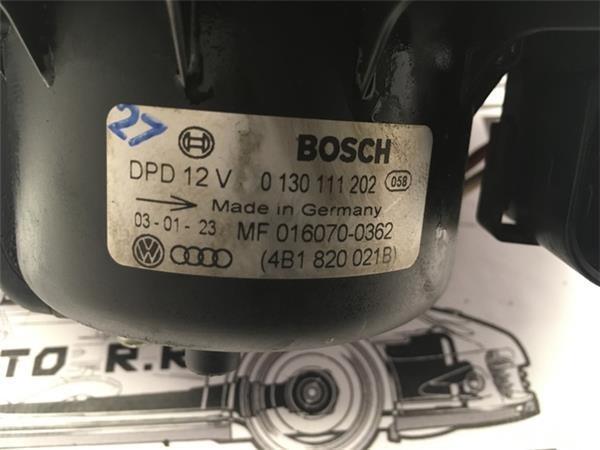 27
BOSCH
DPD 12 V 0 130 111 202 058
Made in Germany
03-01-23 MF 016070-0362
(4B1 820 021B)
TO R.R